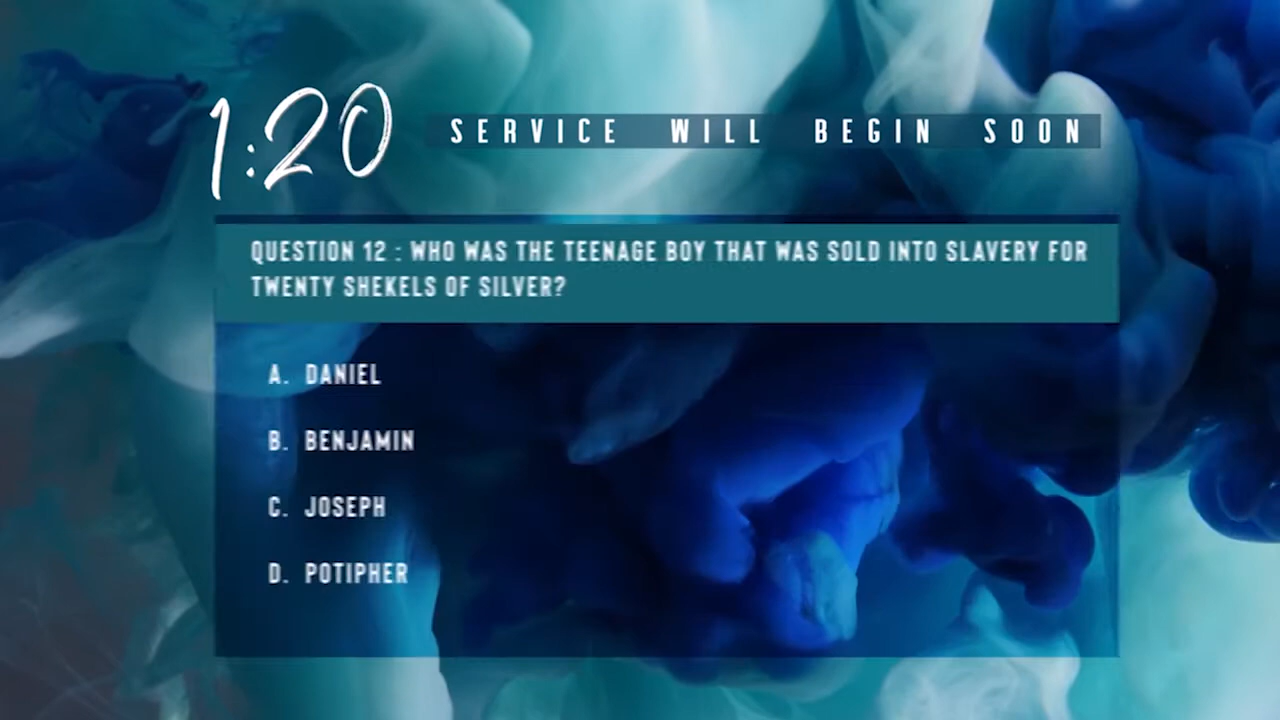 1:20
SERVICE WILL BEGIN SOON
QUESTION 12 : WHO WAS THE TEENAGE BOY THAT WAS SOLD INTO SLAVERY FOR
TWENTY SHEKELS OF SILVER?
A. DANIEL
B. BENJAMIN
C. JOSEPH
D. POTIPHER